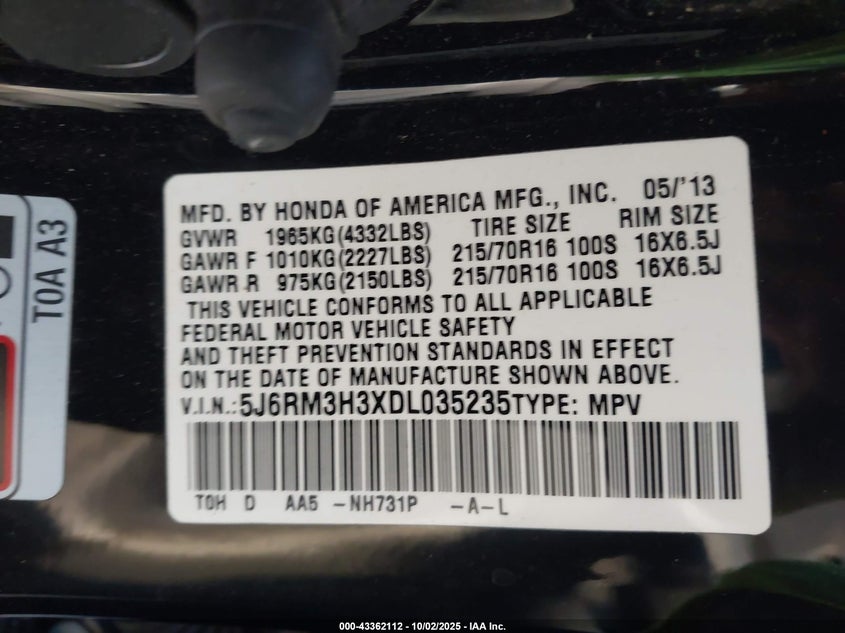 MFD. BY HONDA OF AMERICA MFG., INC. 05/'13
GVWR 1965KG(4332LBS) TIRE SIZE RIM SIZE
GAWR F 1010KG(2227LBS) 215/70R16 100S 16X6.5J
GAWR R 975KG(2150LBS) 215/70R16 100S 16X6.5J
THIS VEHICLE CONFORMS TO ALL APPLICABLE
FEDERAL MOTOR VEHICLE SAFETY
AND THEFT PREVENTION STANDARDS IN EFFECT
ON THE DATE OF MANUFACTURE SHOWN ABOVE.
V.I.N.:5J6RM3H3XDL035235TYPE: MPV
T0H D AA5 -NH731P -A-L
T0A A3
000-43362112 - 10/02/2025 - IAA Inc.